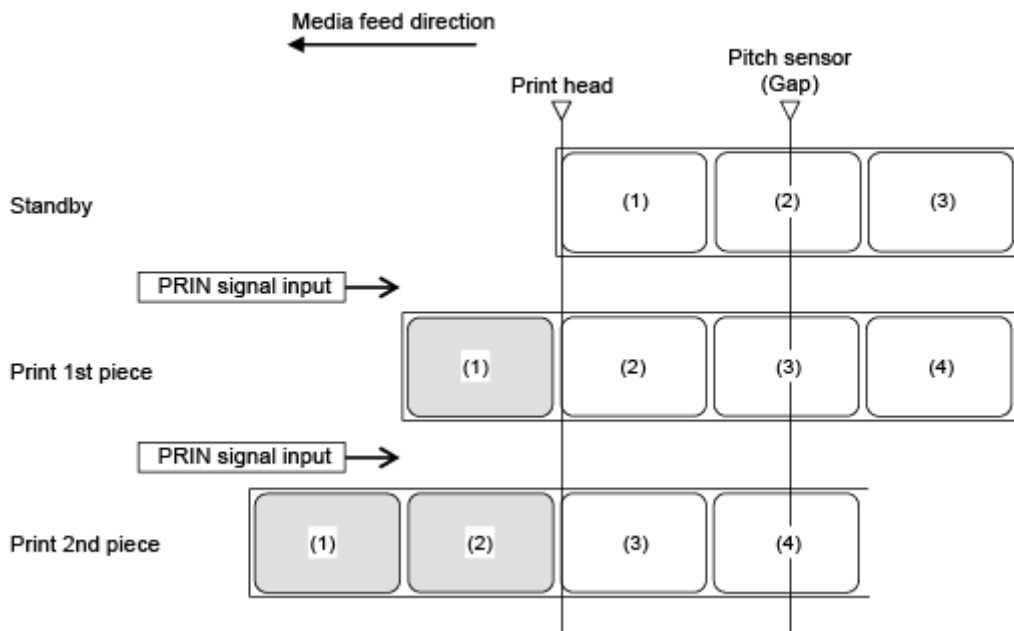 Media feed direction
Pitch sensor
(Gap)
Print head
Standby
(1)
(2)
(3)
PRIN signal input
Print 1st piece
(1)
(2)
(3)
(4)
PRIN signal input
Print 2nd piece
(1)
(2)
(3)
(4)